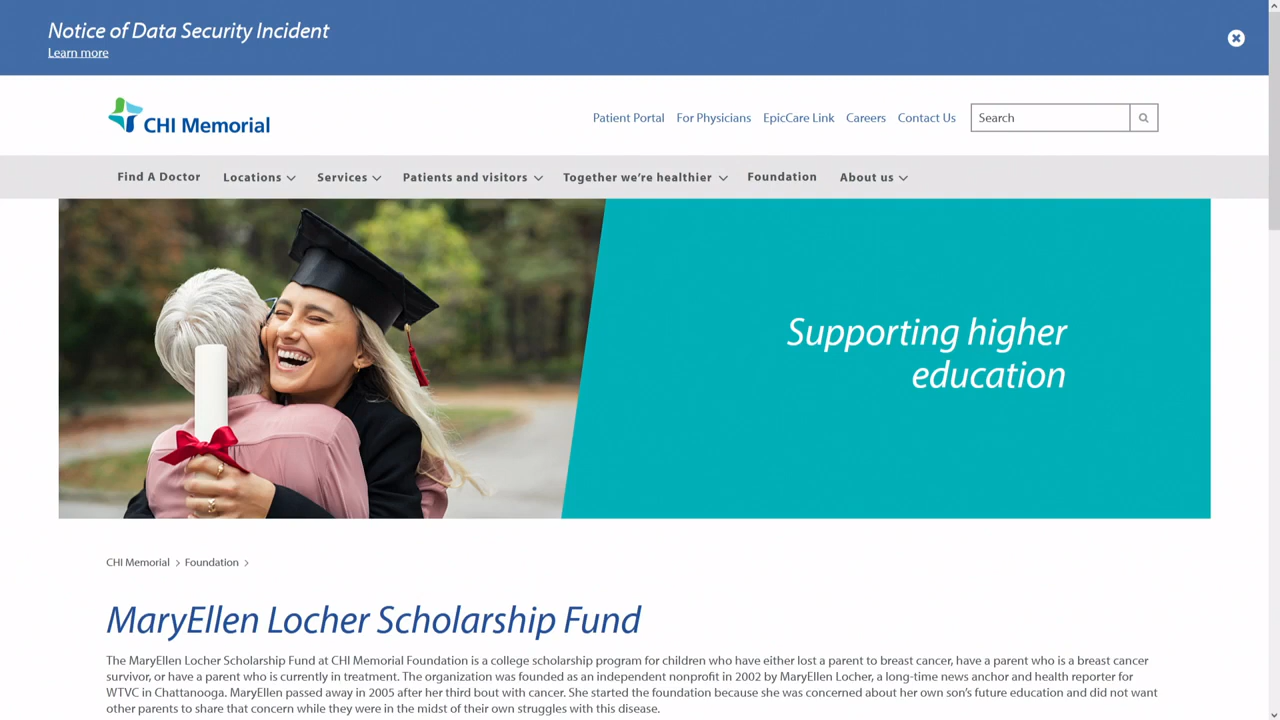 Notice of Data Security Incident
Learn more
CHI Memorial
Patient Portal For Physicians EpicCare Link Careers Contact Us Search
Find A Doctor Locations Services Patients and visitors Together we're healthier Foundation About us
Supporting higher
education
CHI Memorial > Foundation >
MaryEllen Locher Scholarship Fund
The MaryEllen Locher Scholarship Fund at CHI Memorial Foundation is a college scholarship program for children who have either lost a parent to breast cancer, have a parent who is a breast cancer
survivor, or have a parent who is currently in treatment. The organization was founded as an independent nonprofit in 2002 by MaryEllen Locher, a long-time news anchor and health reporter for
WTVC in Chattanooga. MaryEllen passed away in 2005 after her third bout with cancer. She started the foundation because she was concerned about her own son's future education and did not want
other parents to share that concern while they were in the midst of their own struggles with this disease.